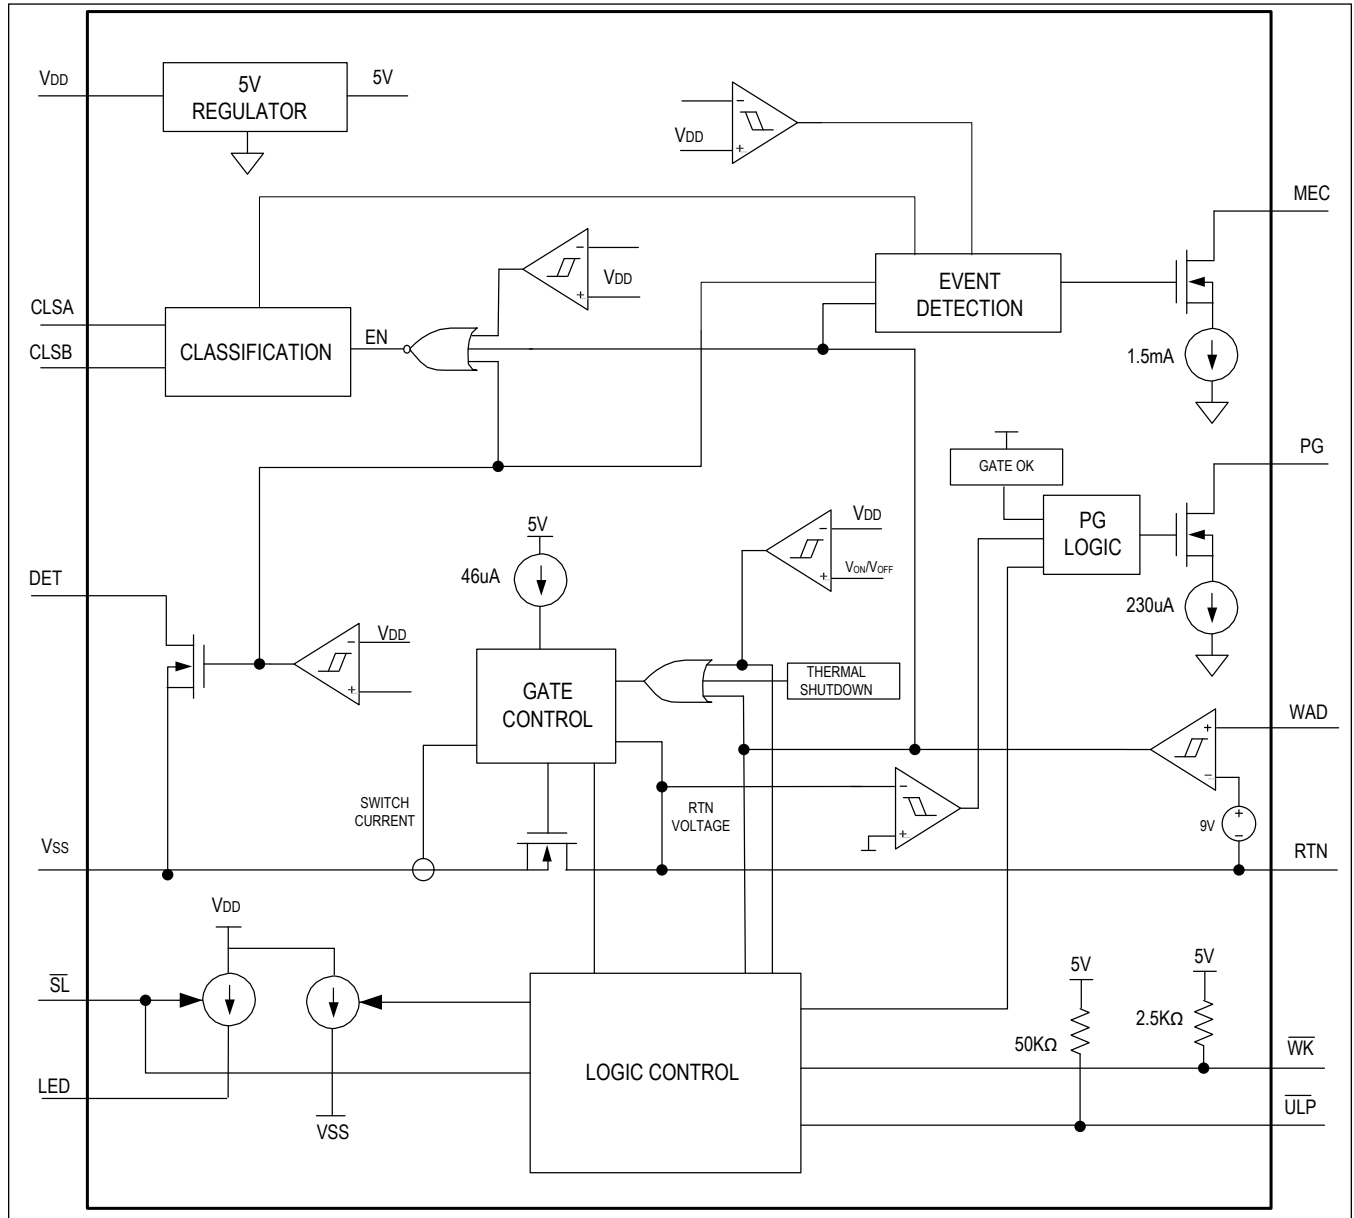 VDD
5V
REGULATOR
5V
VDD
MEC
VDD
EVENT
DETECTION
CLSA
CLSB
CLASSIFICATION
EN
1.5mA
PG
GATE OK
PG
LOGIC
5V
46uA
VDD
VON/VOFF
DET
230uA
VDD
GATE
CONTROL
THERMAL
SHUTDOWN
WAD
SWITCH
CURRENT
RTN
VOLTAGE
9V
VSS
RTN
VDD
SL
5V
5V
2.5KΩ
50KΩ
WK
LOGIC CONTROL
LED
ULP
VSS